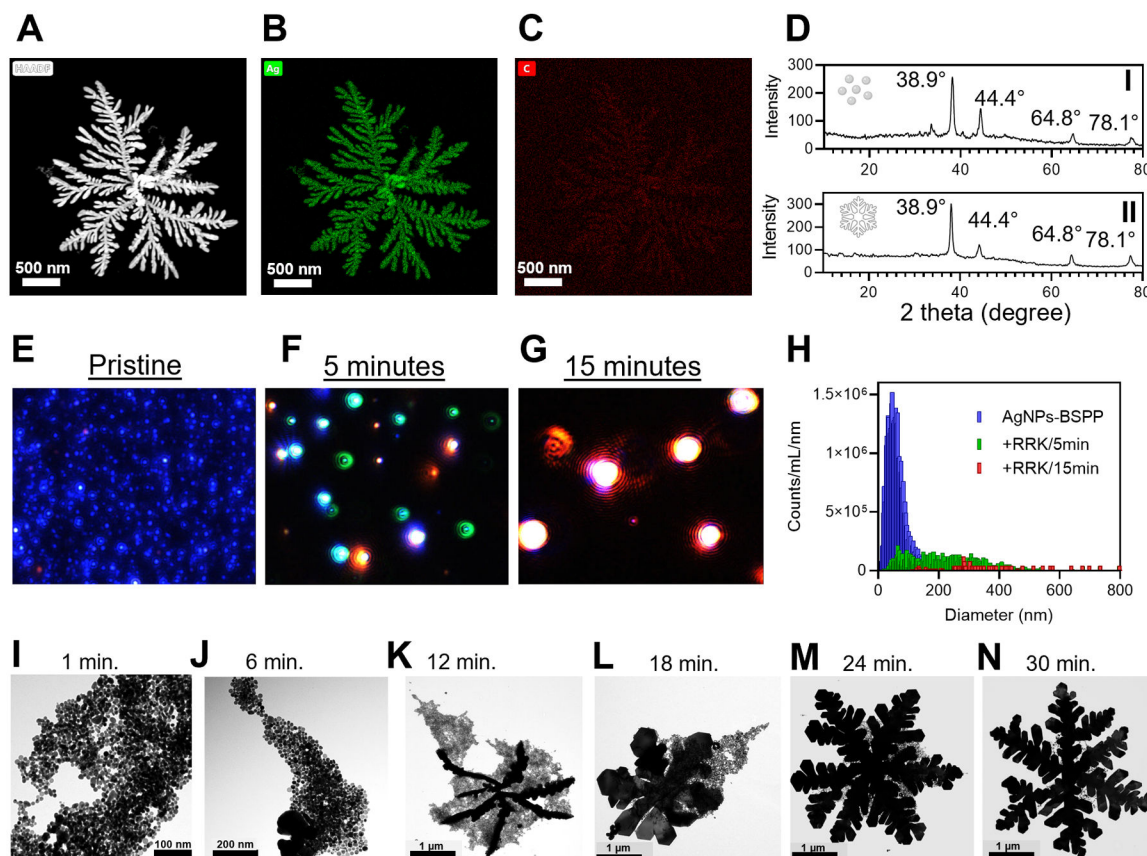 A
B
C
D
HAADF
Ag
C
500 nm
500 nm
500 nm
Intensity
300
200
100
0
38.9°
44.4°
64.8°
78.1°
I
20
40
60
80
Intensity
300
200
100
0
38.9°
44.4°
64.8°
78.1°
II
20
40
60
80
2 theta (degree)
E
Pristine
F
5 minutes
G
15 minutes
H
Counts/mL/nm
1.5×10⁶
1×10⁶
5×10⁵
0
AgNPs-BSPP
+RRK/5min
+RRK/15min
0
200
400
600
800
Diameter (nm)
I
1 min.
J
6 min.
K
12 min.
L
18 min.
M
24 min.
N
30 min.
100 nm
200 nm
1 µm
1 µm
1 µm
1 µm